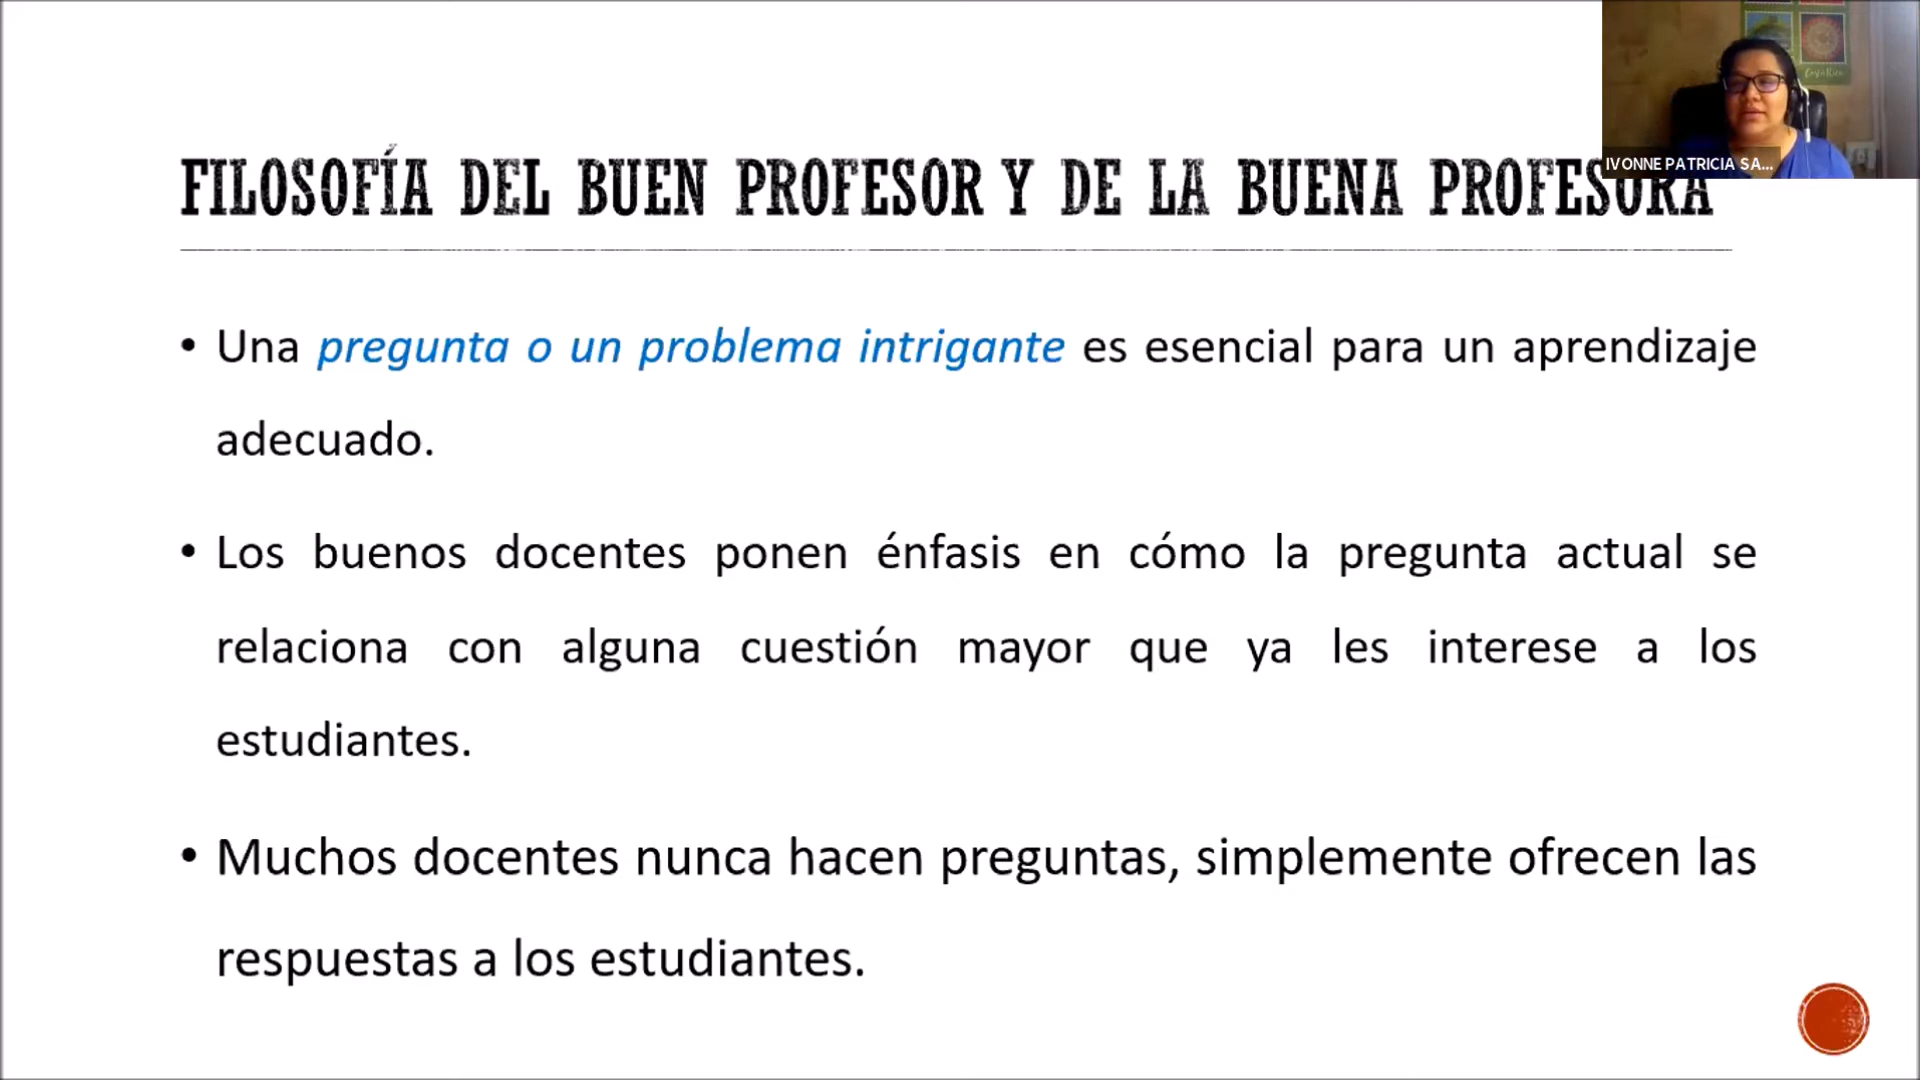 IVONNE PATRICIA SA...
FILOSOFÍA DEL BUEN PROFESOR Y DE LA BUENA PROFESORA
• Una pregunta o un problema intrigante es esencial para un aprendizaje
adecuado.
• Los buenos docentes ponen énfasis en cómo la pregunta actual se
relaciona con alguna cuestión mayor que ya les interese a los
estudiantes.
• Muchos docentes nunca hacen preguntas, simplemente ofrecen las
respuestas a los estudiantes.